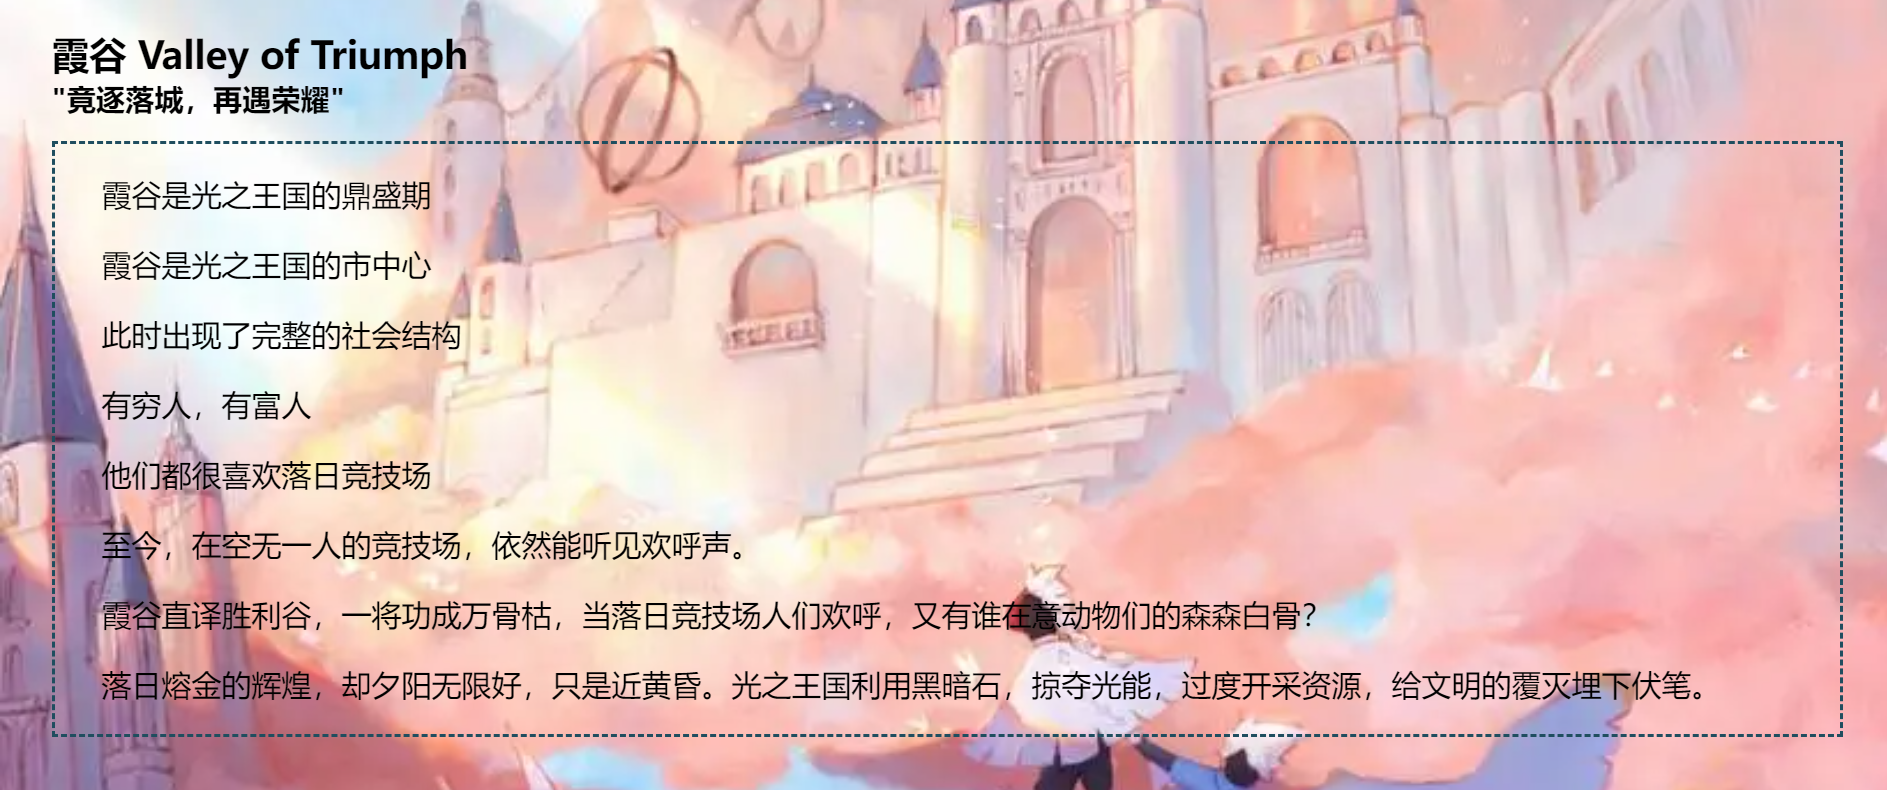 霞谷 Valley of Triumph
"竟逐落城，再遇荣耀"
霞谷是光之王国的鼎盛期
霞谷是光之王国的市中心
此时出现了完整的社会结构
有穷人，有富人
他们都很喜欢落日竞技场
至今，在空无一人的竞技场，依然能听见欢呼声。
霞谷直译胜利谷，一将功成万骨枯，当落日竞技场人们欢呼，又有谁在意动物们的森森白骨？
落日熔金的辉煌，却夕阳无限好，只是近黄昏。光之王国利用黑暗石，掠夺光能，过度开采资源，给文明的覆灭埋下伏笔。